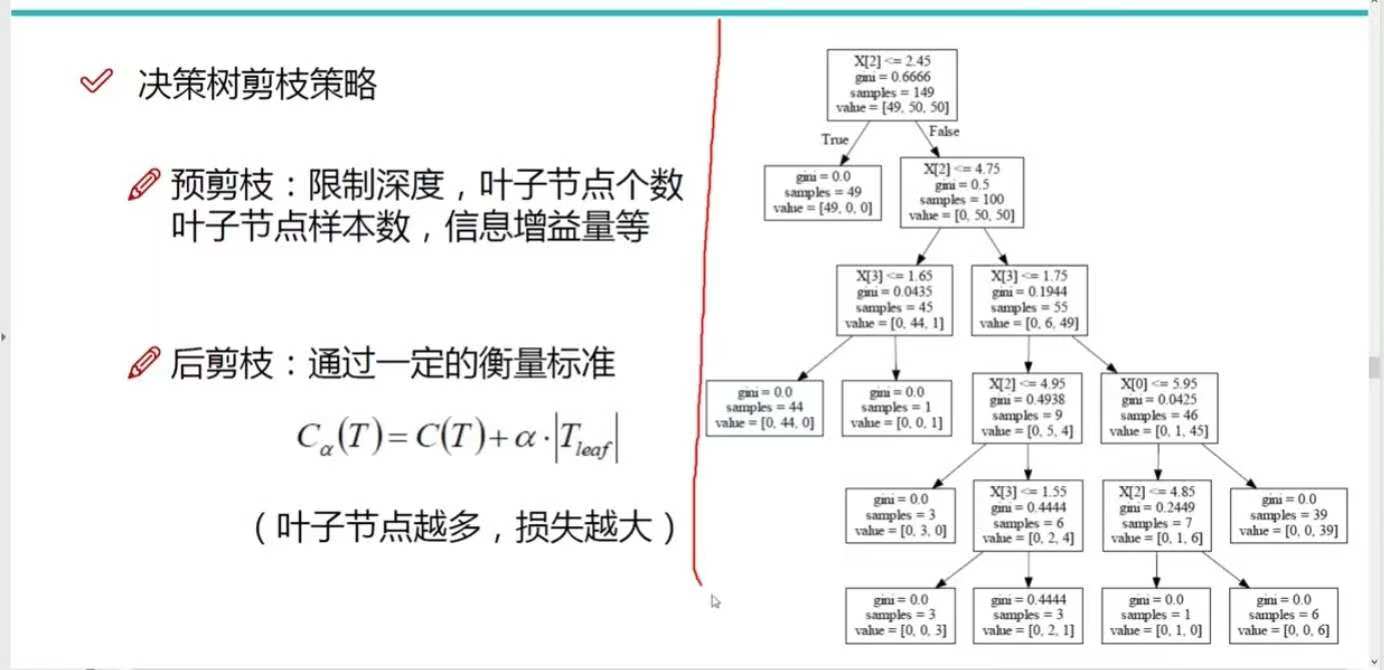 决策树剪枝策略
预剪枝：限制深度，叶子节点个数
叶子节点样本数，信息增益量等
后剪枝：通过一定的衡量标准
C_α(T)=C(T)+α·|T_leaf|
（叶子节点越多，损失越大）
X[2] <= 2.45
gini = 0.6666
samples = 149
value = [49, 50, 50]
True
False
gini = 0.0
samples = 49
value = [49, 0, 0]
X[2] <= 4.75
gini = 0.5
samples = 100
value = [0, 50, 50]
X[3] <= 1.65
gini = 0.0435
samples = 45
value = [0, 44, 1]
X[3] <= 1.75
gini = 0.1944
samples = 55
value = [0, 6, 49]
gini = 0.0
samples = 44
value = [0, 44, 0]
gini = 0.0
samples = 1
value = [0, 0, 1]
X[2] <= 4.95
gini = 0.4938
samples = 9
value = [0, 5, 4]
X[0] <= 5.95
gini = 0.0425
samples = 46
value = [0, 1, 45]
gini = 0.0
samples = 3
value = [0, 3, 0]
X[3] <= 1.55
gini = 0.4444
samples = 6
value = [0, 2, 4]
X[2] <= 4.85
gini = 0.2449
samples = 7
value = [0, 1, 6]
gini = 0.0
samples = 39
value = [0, 0, 39]
gini = 0.0
samples = 3
value = [0, 0, 3]
gini = 0.4444
samples = 3
value = [0, 2, 1]
gini = 0.0
samples = 1
value = [0, 1, 0]
gini = 0.0
samples = 6
value = [0, 0, 6]